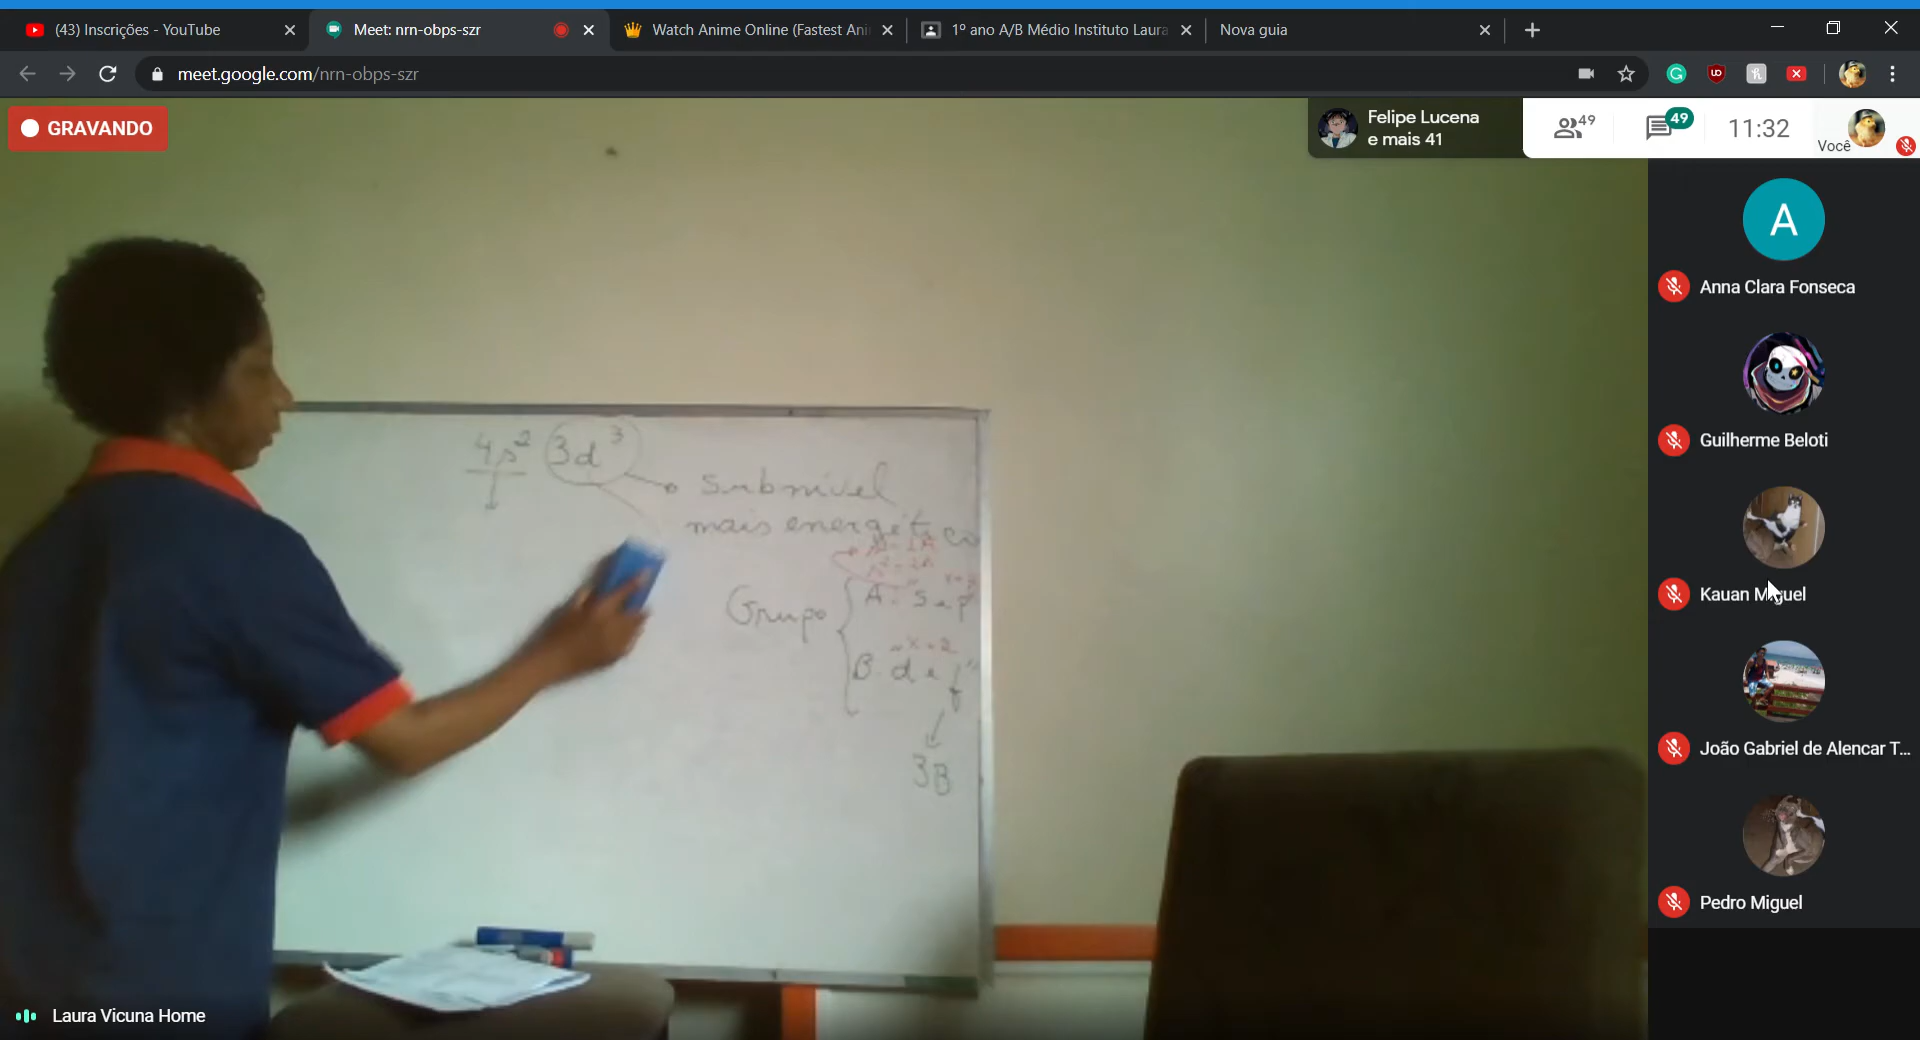 (43) Inscrições - YouTube
Meet: nrn-obps-szr
Watch Anime Online (Fastest Ani
1º ano A/B Médio Instituto Laura
Nova guia
meet.google.com/nrn-obps-szr
GRAVANDO
Felipe Lucena
e mais 41
49
49
11:32
Você
A
Anna Clara Fonseca
Guilherme Beloti
Kauan Miguel
João Gabriel de Alencar T...
Pedro Miguel
4s² 3d³
subnível
mais energético
Grupo
A: s e p
x+2
B: d e f
3B
Laura Vicuna Home